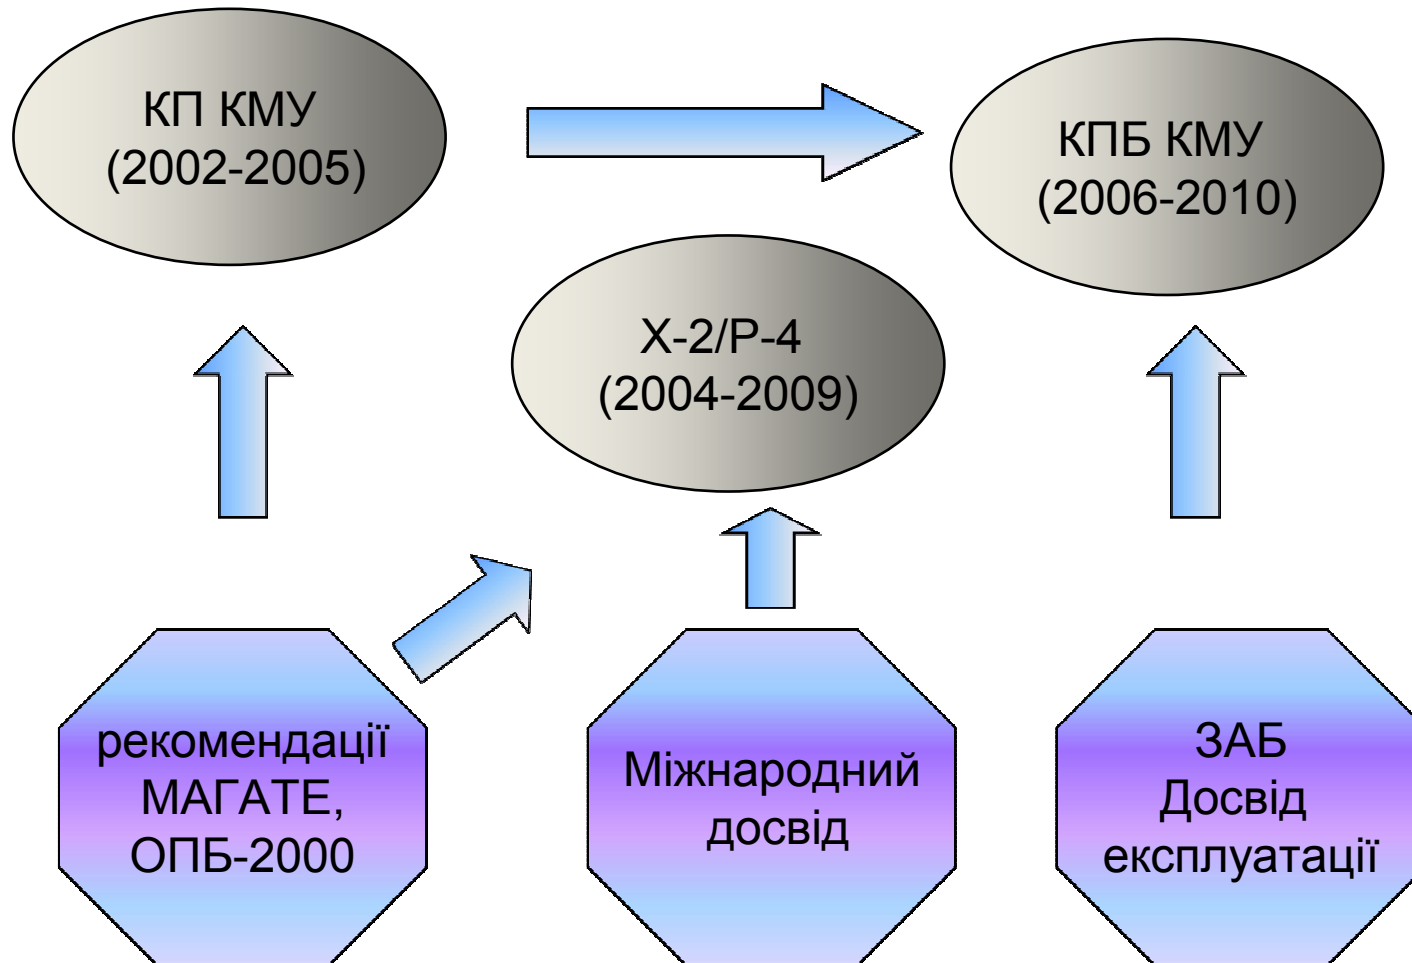 КП КМУ
(2002-2005)
КПБ КМУ
(2006-2010)
Х-2/Р-4
(2004-2009)
рекомендації
МАГАТЕ,
ОПБ-2000
Міжнародний
досвід
ЗАБ
Досвід
експлуатації